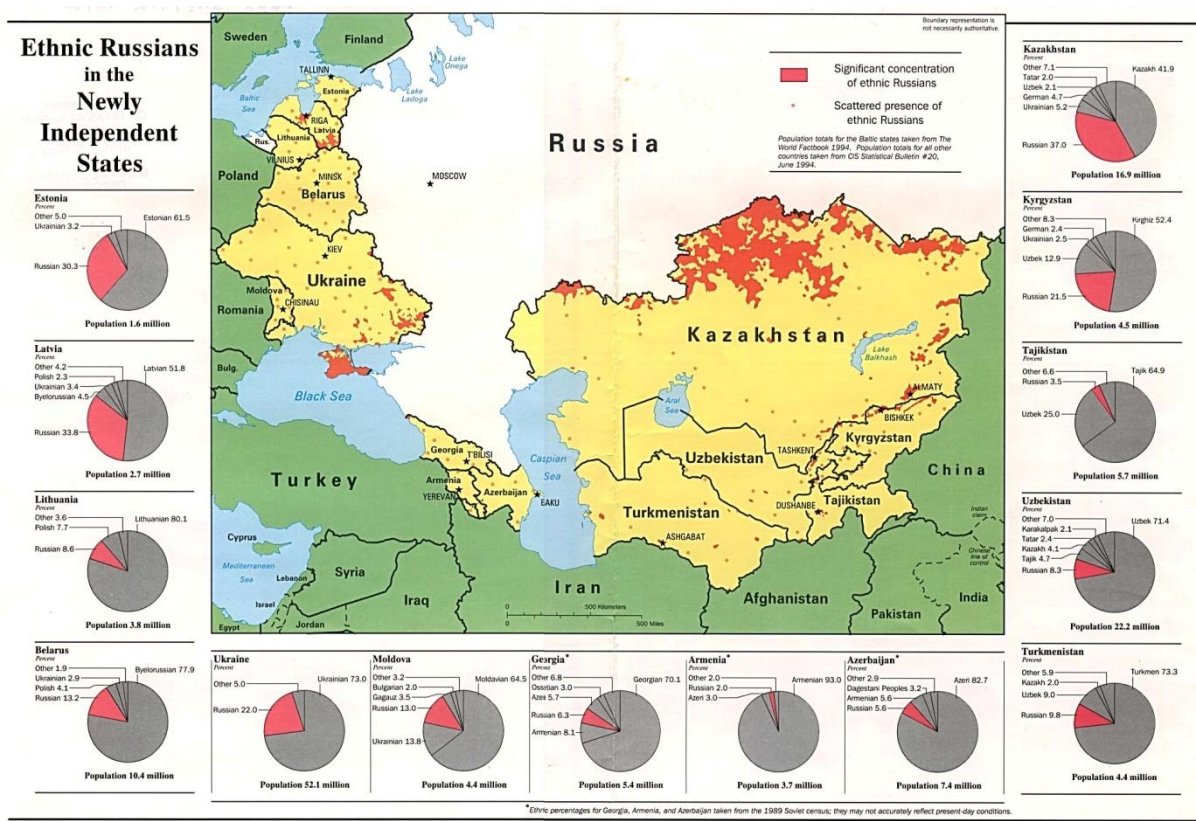 Ethnic Russians
in the
Newly
Independent
States
Estonia
Percent
Other 5.0
Estonian 61.5
Ukrainian 3.2
Russian 30.3
Population 1.6 million
Latvia
Percent
Other 4.2
Latvian 51.8
Polish 2.3
Ukrainian 3.4
Byelorussian 4.5
Russian 33.8
Population 2.7 million
Lithuania
Percent
Other 3.6
Lithuanian 80.1
Polish 7.7
Russian 8.6
Population 3.8 million
Belarus
Percent
Other 1.9
Byelorussian 77.9
Ukrainian 2.9
Polish 4.1
Russian 13.2
Population 10.4 million
Boundary representation is
not necessarily authoritative.
Significant concentration
of ethnic Russians
Scattered presence of
ethnic Russians
Population totals for the Baltic states taken from The
World Factbook 1994. Population totals for all other
countries taken from CIS Statistical Bulletin #20,
June 1994.
Sweden
Finland
Lake
Onega
Lake
Ladoga
TALLINN
Estonia
Baltic
Sea
RIGA
Latvia
Lithuania
Rus.
VILNIUS
Russia
Poland
MINSK
Belarus
MOSCOW
KIEV
Ukraine
Moldova
CHISINAU
Romania
Bulg.
Black Sea
Kazakhstan
Lake
Balkhash
Aral
Sea
ALMATY
BISHKEK
Kyrgyzstan
Georgia
T'BILISI
Caspian
Sea
Uzbekistan
TASHKENT
China
Turkey
Armenia
YEREVAN
Azerbaijan
BAKU
Turkmenistan
DUSHANBE
Tajikistan
ASHGABAT
Indian
claim
Chinese
line of
control
Cyprus
Mediterranean
Sea
Lebanon
Syria
Israel
Jordan
Egypt
Iraq
Iran
Afghanistan
Pakistan
India
0 500 Kilometers
0 500 Miles
Ukraine
Percent
Other 5.0
Ukrainian 73.0
Russian 22.0
Population 52.1 million
Moldova
Percent
Other 3.2
Moldavian 64.5
Bulgarian 2.0
Gagauz 3.5
Russian 13.0
Ukrainian 13.8
Population 4.4 million
Georgia*
Percent
Other 6.8
Georgian 70.1
Ossetian 3.0
Azeri 5.7
Russian 6.3
Armenian 8.1
Population 5.4 million
Armenia*
Percent
Other 2.0
Armenian 93.0
Russian 2.0
Azeri 3.0
Population 3.7 million
Azerbaijan*
Percent
Other 2.9
Azeri 82.7
Dagestani Peoples 3.2
Armenian 5.6
Russian 5.6
Population 7.4 million
Kazakhstan
Percent
Other 7.1
Kazakh 41.9
Tatar 2.0
Uzbek 2.1
German 4.7
Ukrainian 5.2
Russian 37.0
Population 16.9 million
Kyrgyzstan
Percent
Other 8.3
Kirghiz 52.4
German 2.4
Ukrainian 2.5
Uzbek 12.9
Russian 21.5
Population 4.5 million
Tajikistan
Percent
Other 6.6
Tajik 64.9
Russian 3.5
Uzbek 25.0
Population 5.7 million
Uzbekistan
Percent
Other 7.0
Uzbek 71.4
Karakalpak 2.1
Tatar 2.4
Kazakh 4.1
Tajik 4.7
Russian 8.3
Population 22.2 million
Turkmenistan
Percent
Other 5.9
Turkmen 73.3
Kazakh 2.0
Uzbek 9.0
Russian 9.8
Population 4.4 million
*Ethnic percentages for Georgia, Armenia, and Azerbaijan taken from the 1989 Soviet census; they may not accurately reflect present-day conditions.